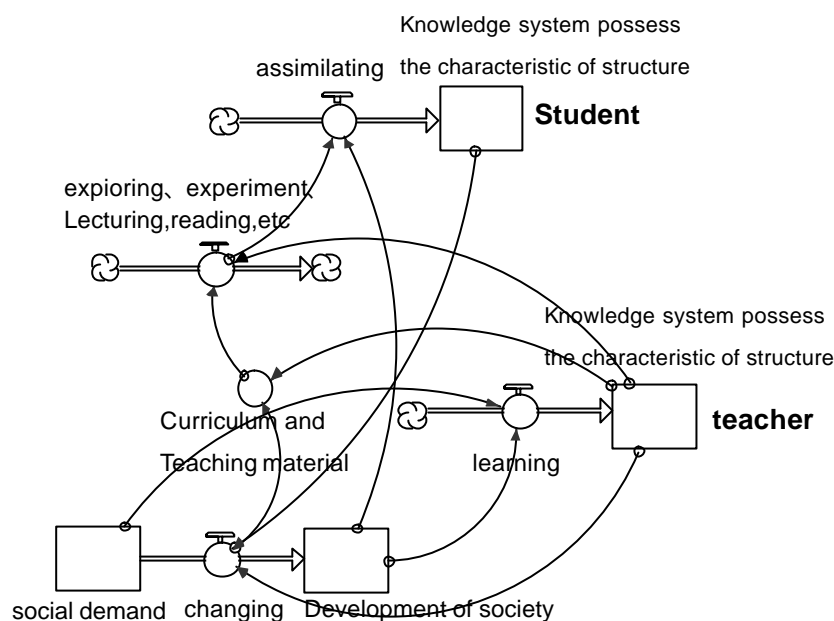 Knowledge system possess
assimilating
the characteristic of structure
Student
expioring、experiment、
Lecturing,reading,etc
Knowledge system possess
the characteristic of structure
teacher
Curriculum and
Teaching material
learning
social demand
changing
Development of society